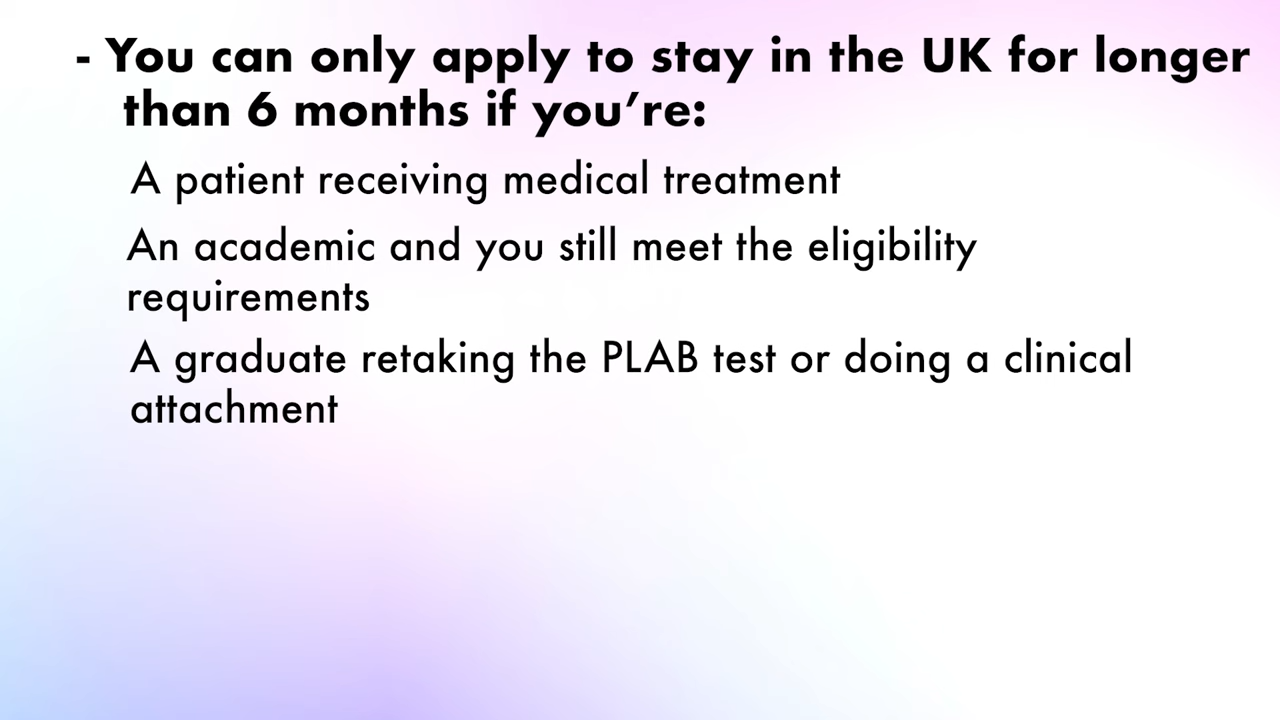 - You can only apply to stay in the UK for longer
than 6 months if you’re:
A patient receiving medical treatment
An academic and you still meet the eligibility
requirements
A graduate retaking the PLAB test or doing a clinical
attachment